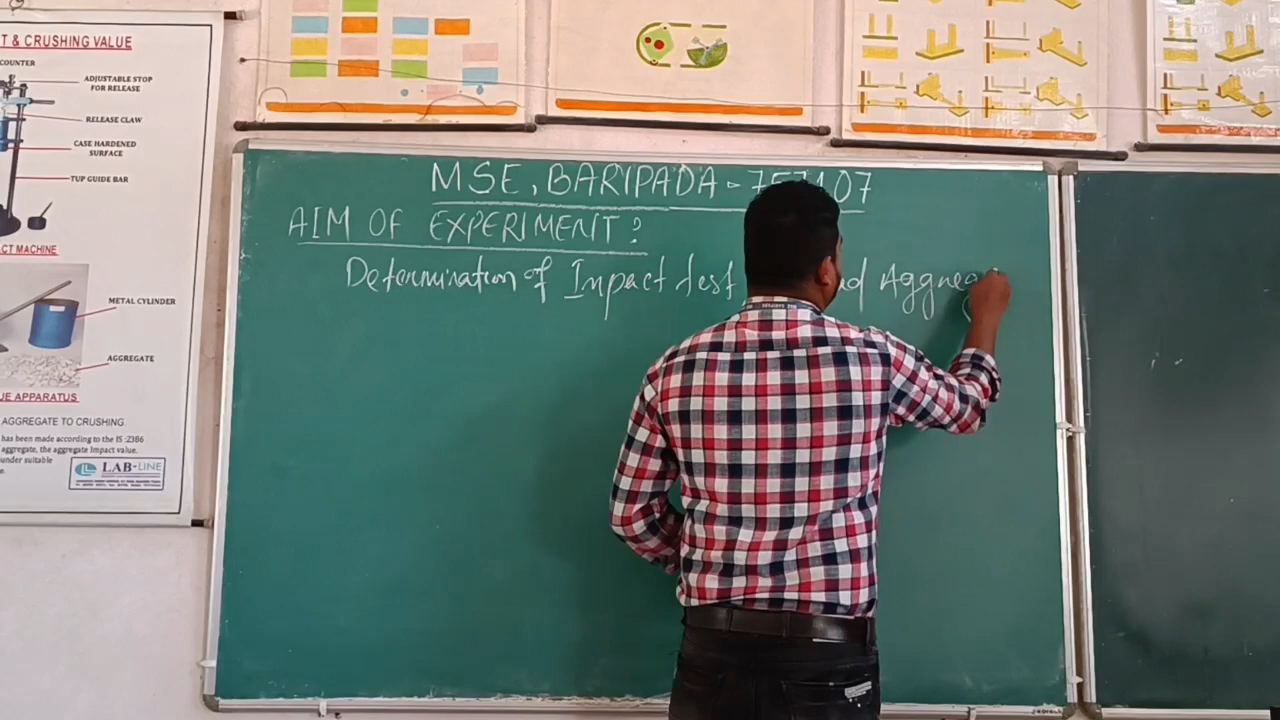 T & CRUSHING VALUE
COUNTER
ADJUSTABLE STOP
FOR RELEASE
RELEASE CLAW
CASE HARDENED
SURFACE
TUP GUIDE BAR
ACT MACHINE
METAL CYLINDER
AGGREGATE
UE APPARATUS
AGGREGATE TO CRUSHING.
has been made according to the IS :2386
aggregate, the aggregate Impact value.
under suitable
e.
LAB-LINE
MSE, BARIPADA - 757107
AIM OF EXPERIMENT :
Determination of Impact test d Aggreg